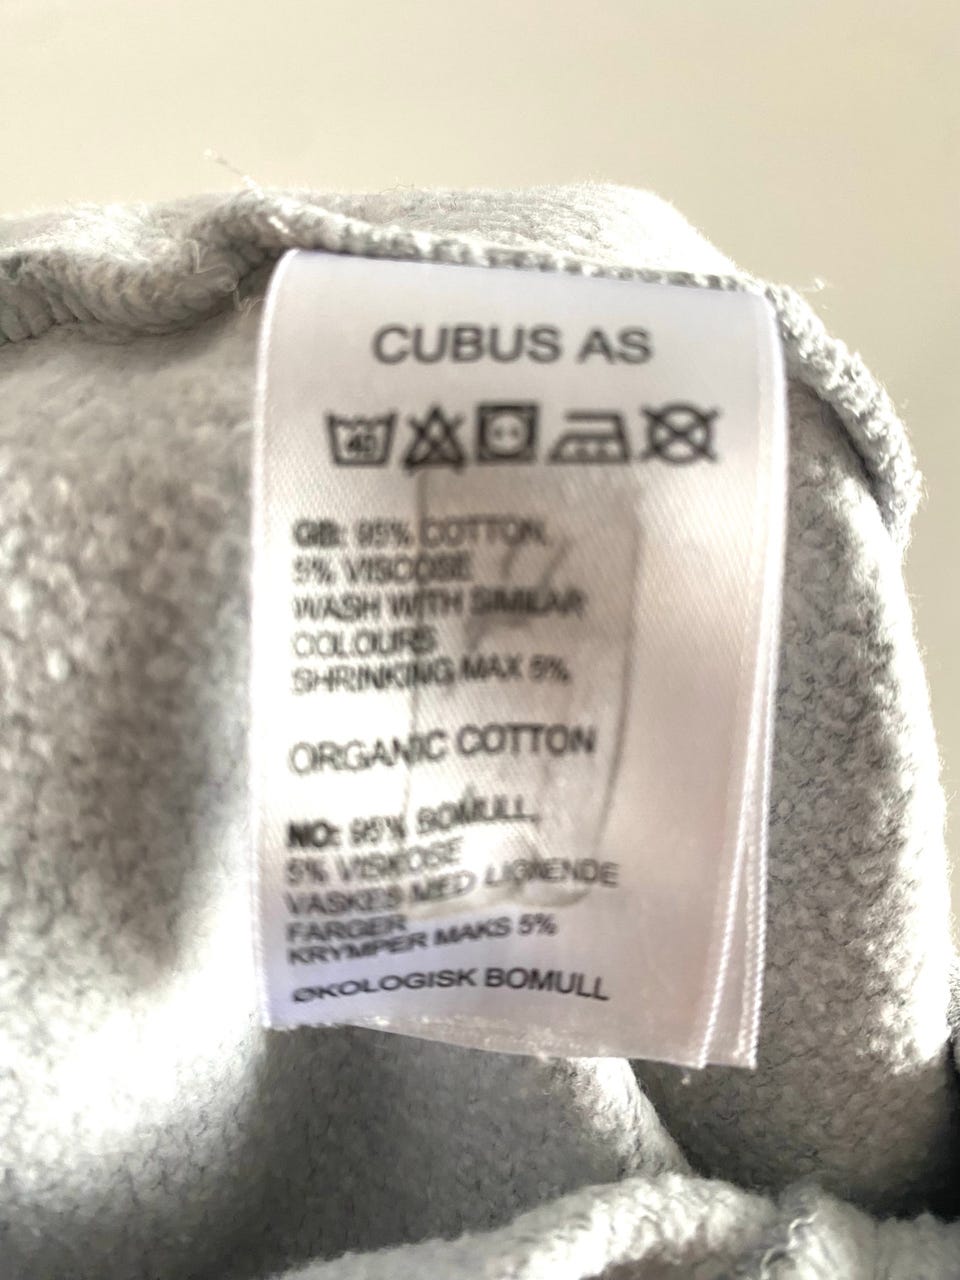 CUBUS AS
40
GB: 95% COTTON,
5% VISCOSE
WASH WITH SIMILAR
COLOURS
SHRINKING MAX 5%
ORGANIC COTTON
NO: 95% BOMULL,
5% VISKOSE
VASKES MED LIGNENDE
FARGER
KRYMPER MAKS 5%
ØKOLOGISK BOMULL